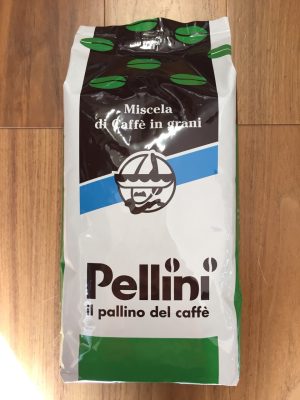 Miscela
di Caffè in grani
Pellini
il pallino del caffè